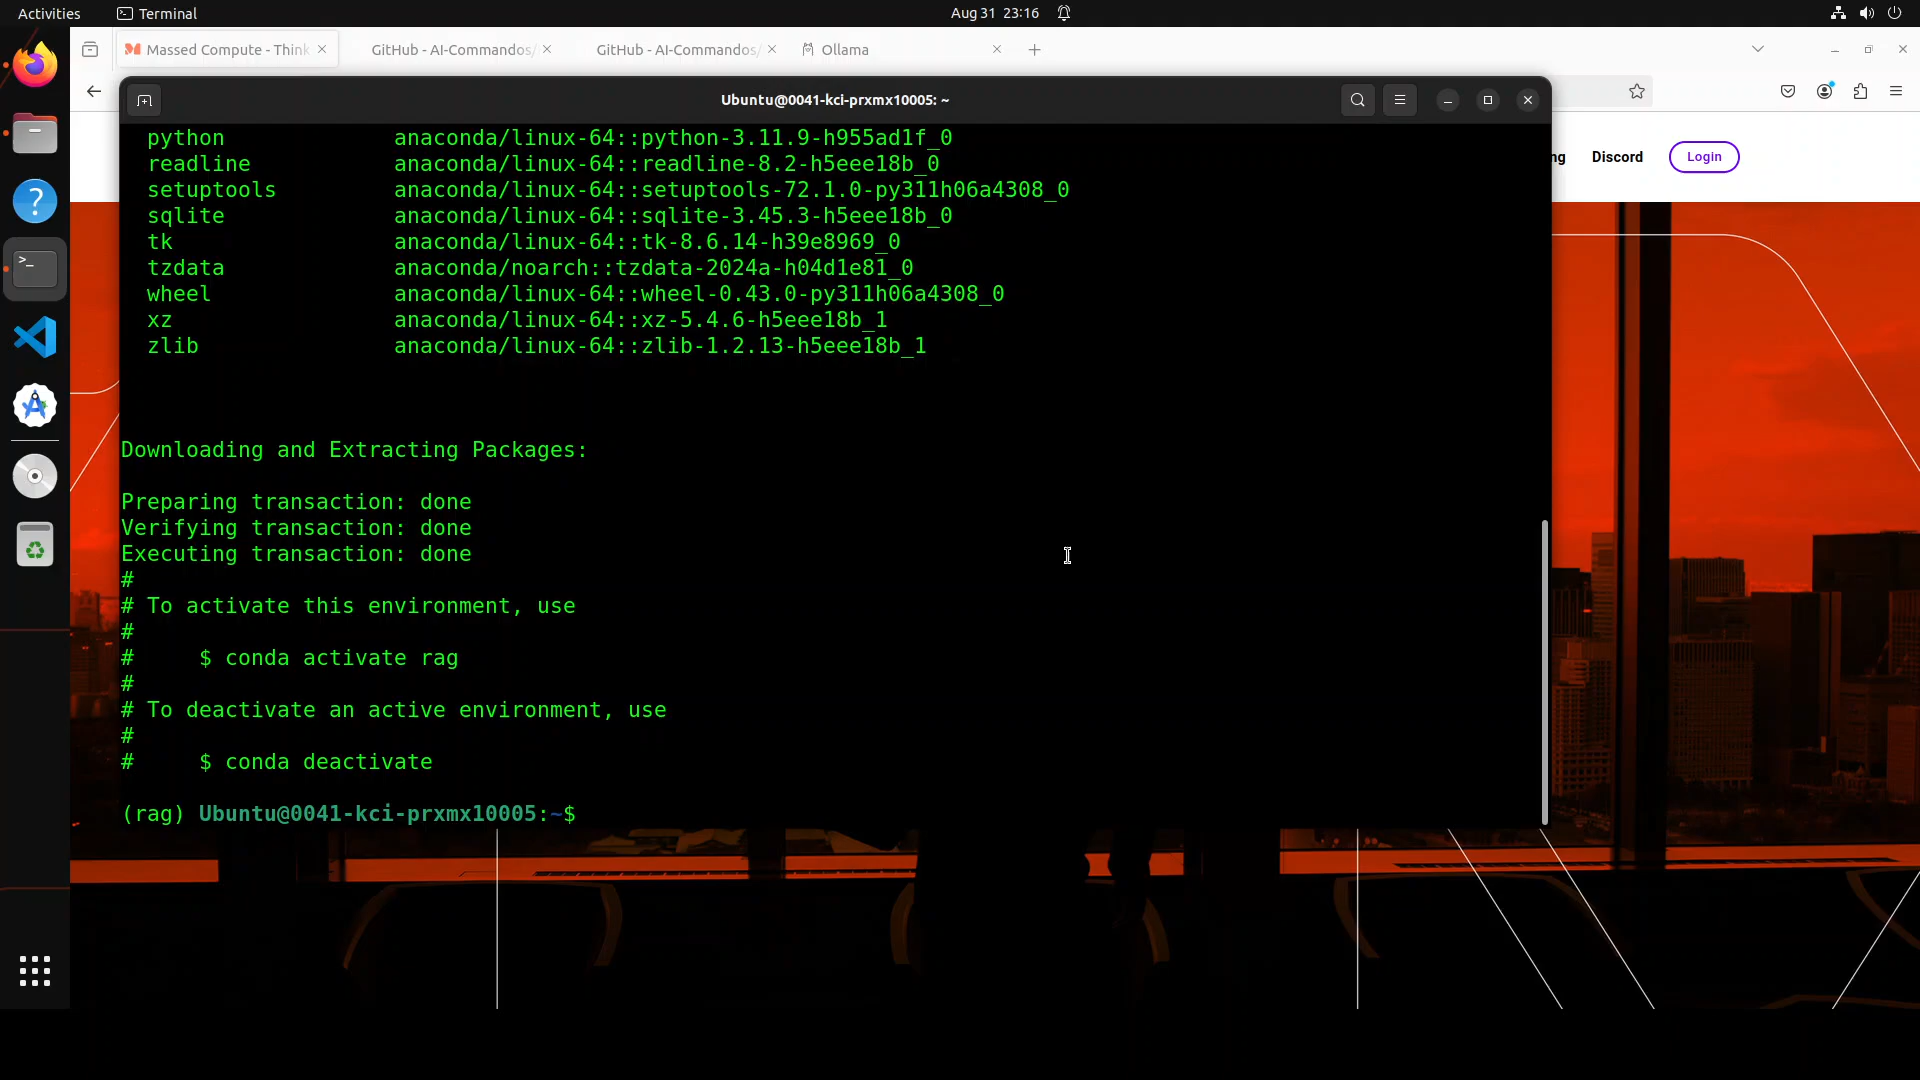 Activities
Terminal
Aug 31 23:16
Massed Compute - Think
GitHub - AI-Commandos/
GitHub - AI-Commandos/
Ollama
Ubuntu@0041-kci-prxmx10005: ~
ng
Discord
Login
python anaconda/linux-64::python-3.11.9-h955ad1f_0
readline anaconda/linux-64::readline-8.2-h5eee18b_0
setuptools anaconda/linux-64::setuptools-72.1.0-py311h06a4308_0
sqlite anaconda/linux-64::sqlite-3.45.3-h5eee18b_0
tk anaconda/linux-64::tk-8.6.14-h39e8969_0
tzdata anaconda/noarch::tzdata-2024a-h04d1e81_0
wheel anaconda/linux-64::wheel-0.43.0-py311h06a4308_0
xz anaconda/linux-64::xz-5.4.6-h5eee18b_1
zlib anaconda/linux-64::zlib-1.2.13-h5eee18b_1
Downloading and Extracting Packages:
Preparing transaction: done
Verifying transaction: done
Executing transaction: done
#
# To activate this environment, use
#
# $ conda activate rag
#
# To deactivate an active environment, use
#
# $ conda deactivate
(rag) Ubuntu@0041-kci-prxmx10005:~$